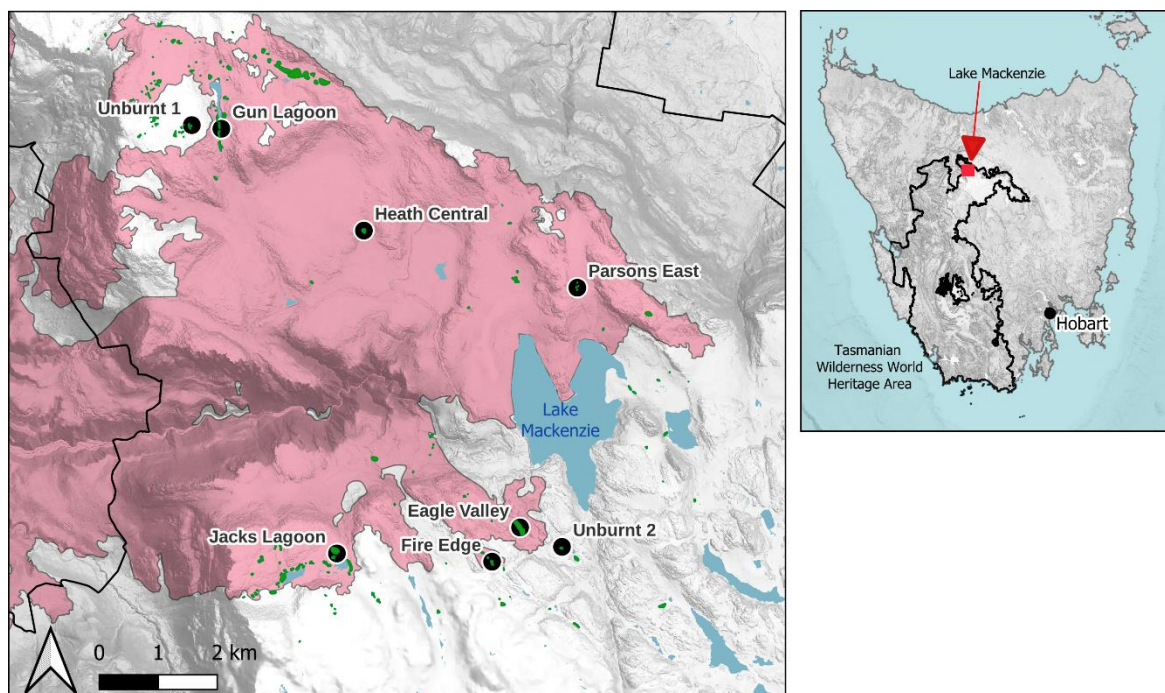 Unburnt 1
Gun Lagoon
Heath Central
Parsons East
Lake
Mackenzie
Eagle Valley
Unburnt 2
Jacks Lagoon
Fire Edge
0 1 2 km
Lake Mackenzie
Hobart
Tasmanian
Wilderness World
Heritage Area